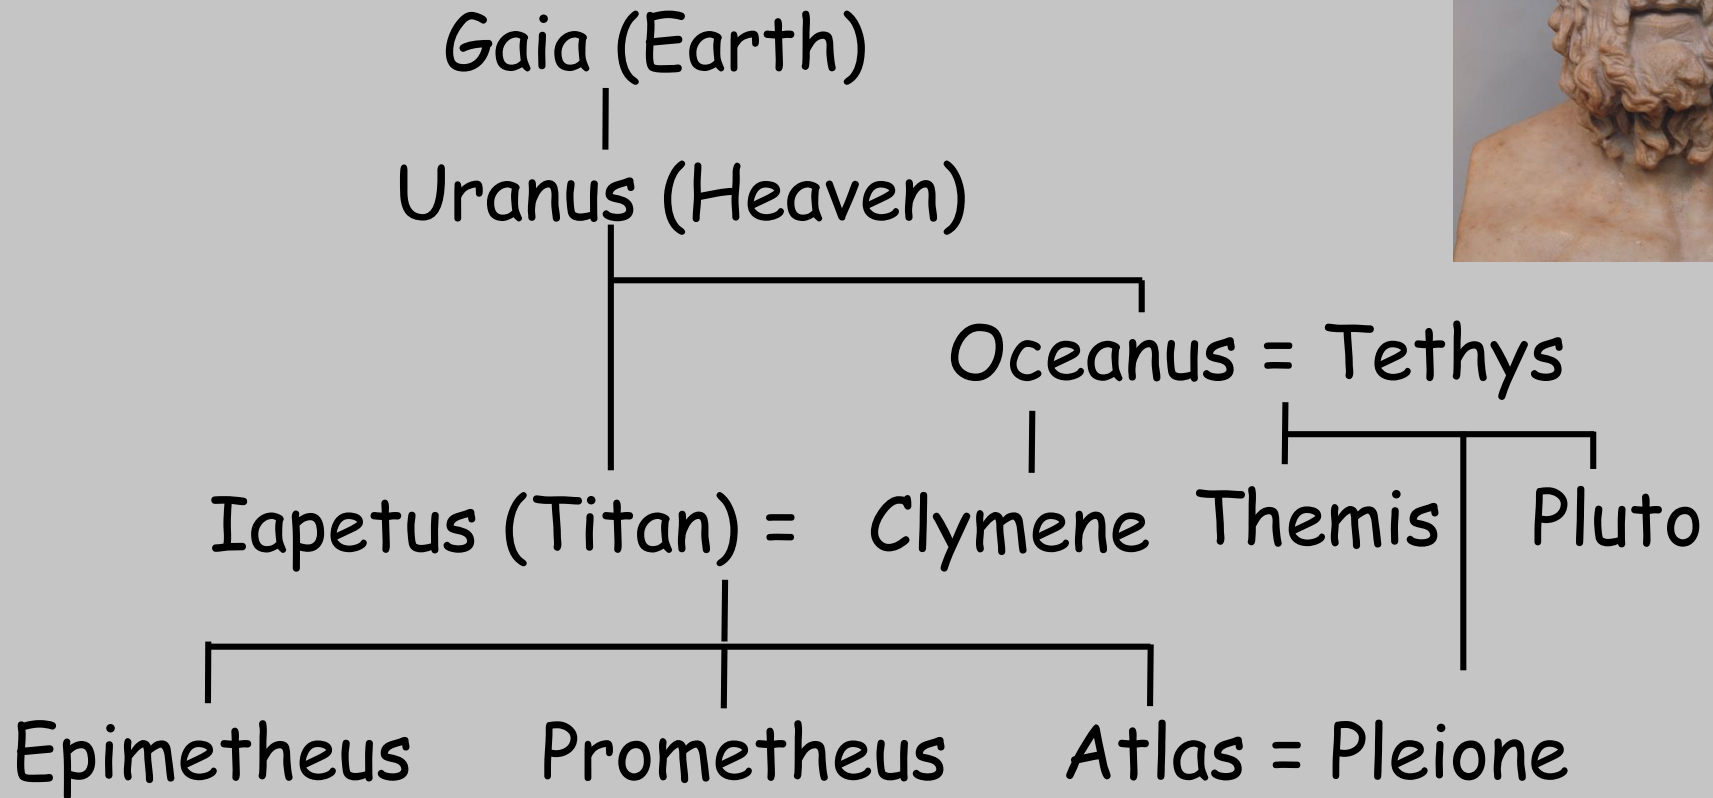 Gaia (Earth)
Uranus (Heaven)
Oceanus = Tethys
Iapetus (Titan) = Clymene Themis Pluto
Epimetheus Prometheus Atlas = Pleione